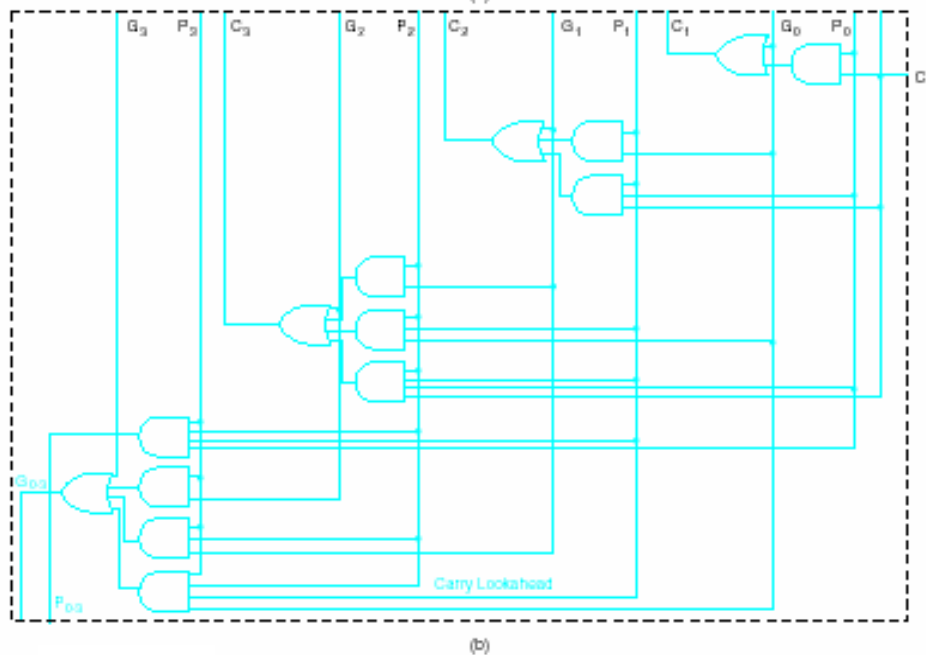 G₃ P₃ C₃ G₂ P₂ C₂ G₁ P₁ C₁ G₀ P₀
C
G₀₋₃
Carry Lookahead
P₀₋₃
(b)